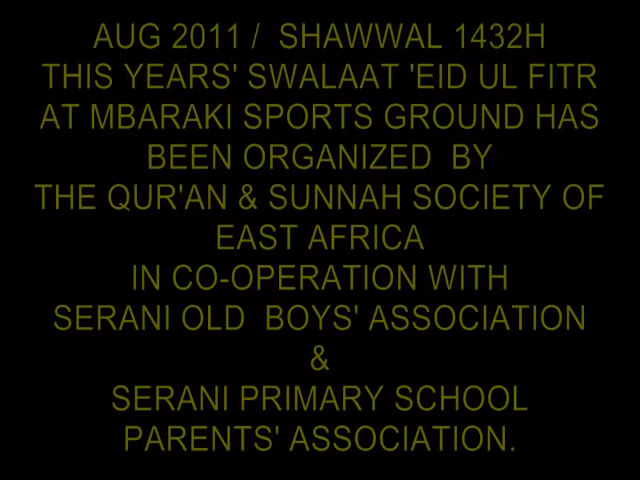 AUG 2011 /  SHAWWAL 1432H
THIS YEARS' SWALAAT 'EID UL FITR
AT MBARAKI SPORTS GROUND HAS
BEEN ORGANIZED  BY
THE QUR'AN & SUNNAH SOCIETY OF
EAST AFRICA
IN CO-OPERATION WITH
SERANI OLD  BOYS' ASSOCIATION
&
SERANI PRIMARY SCHOOL
PARENTS' ASSOCIATION.